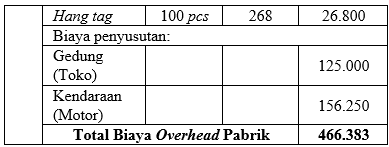 Hang tag 100 pcs 268 26.800
Biaya penyusutan:
Gedung
(Toko) 125.000
Kendaraan
(Motor) 156.250
Total Biaya Overhead Pabrik 466.383